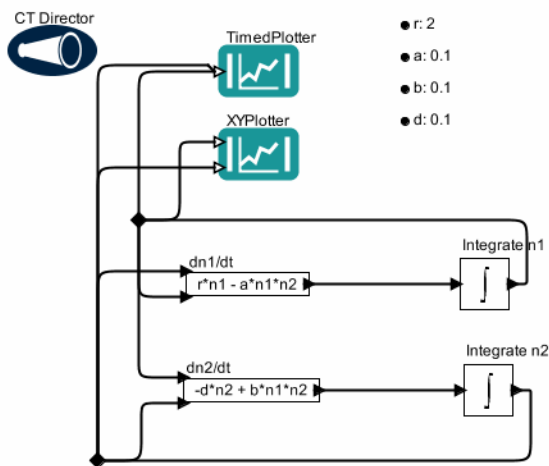 CT Director
TimedPlotter
r: 2
a: 0.1
b: 0.1
d: 0.1
XYPlotter
Integrate n1
dn1/dt
r*n1 - a*n1*n2
∫
Integrate n2
dn2/dt
-d*n2 + b*n1*n2
∫